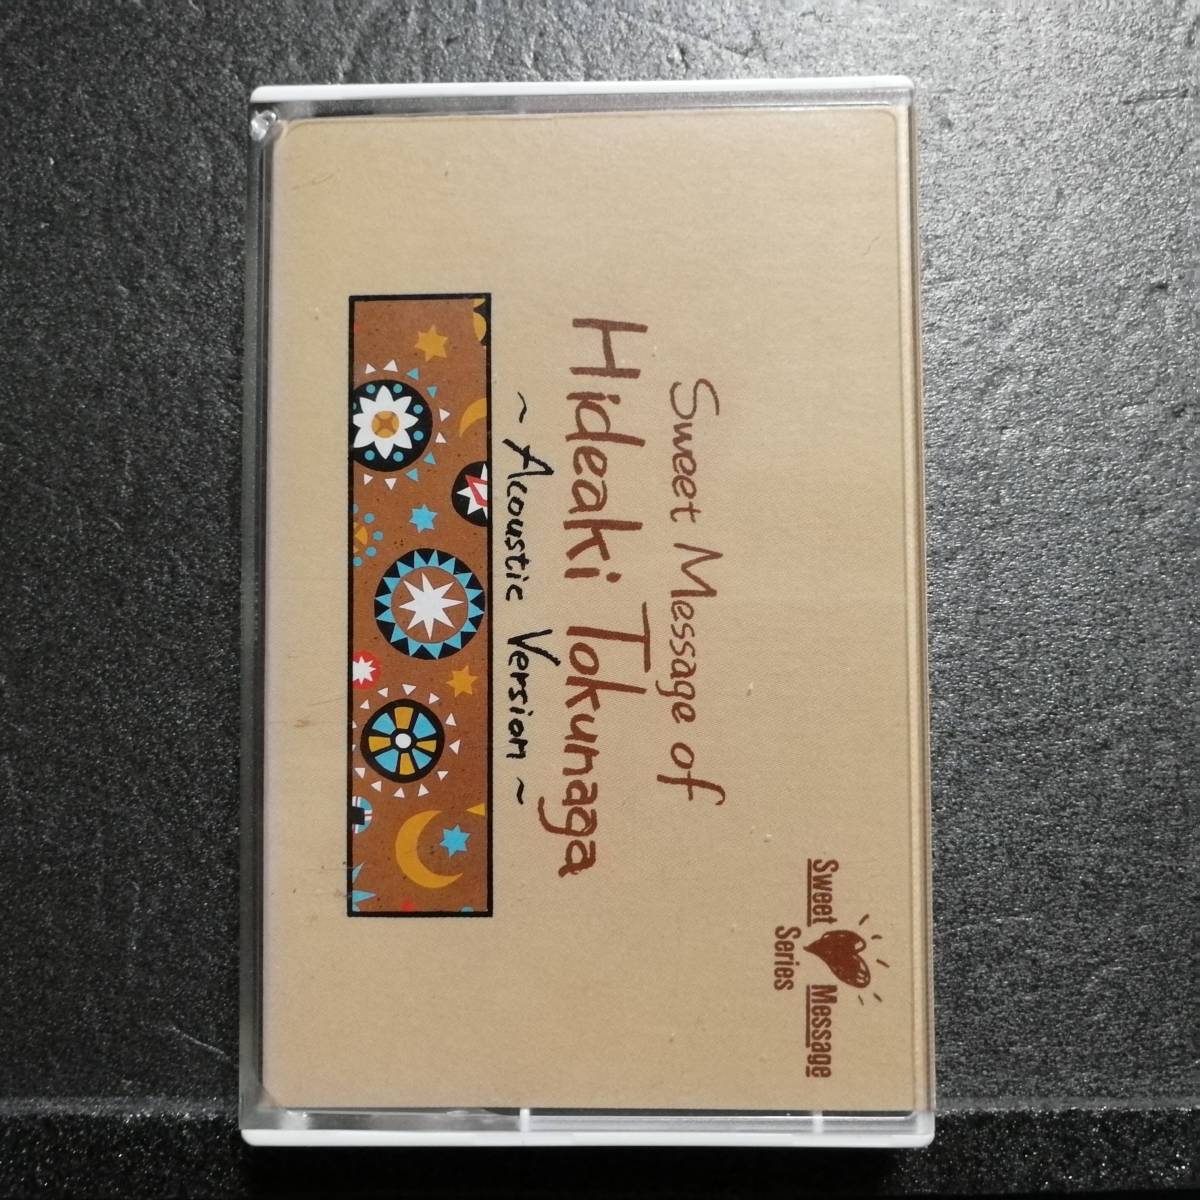 Sweet Message
Series
Sweet Message of
Hideaki Tokunaga
~ Acoustic Version ~